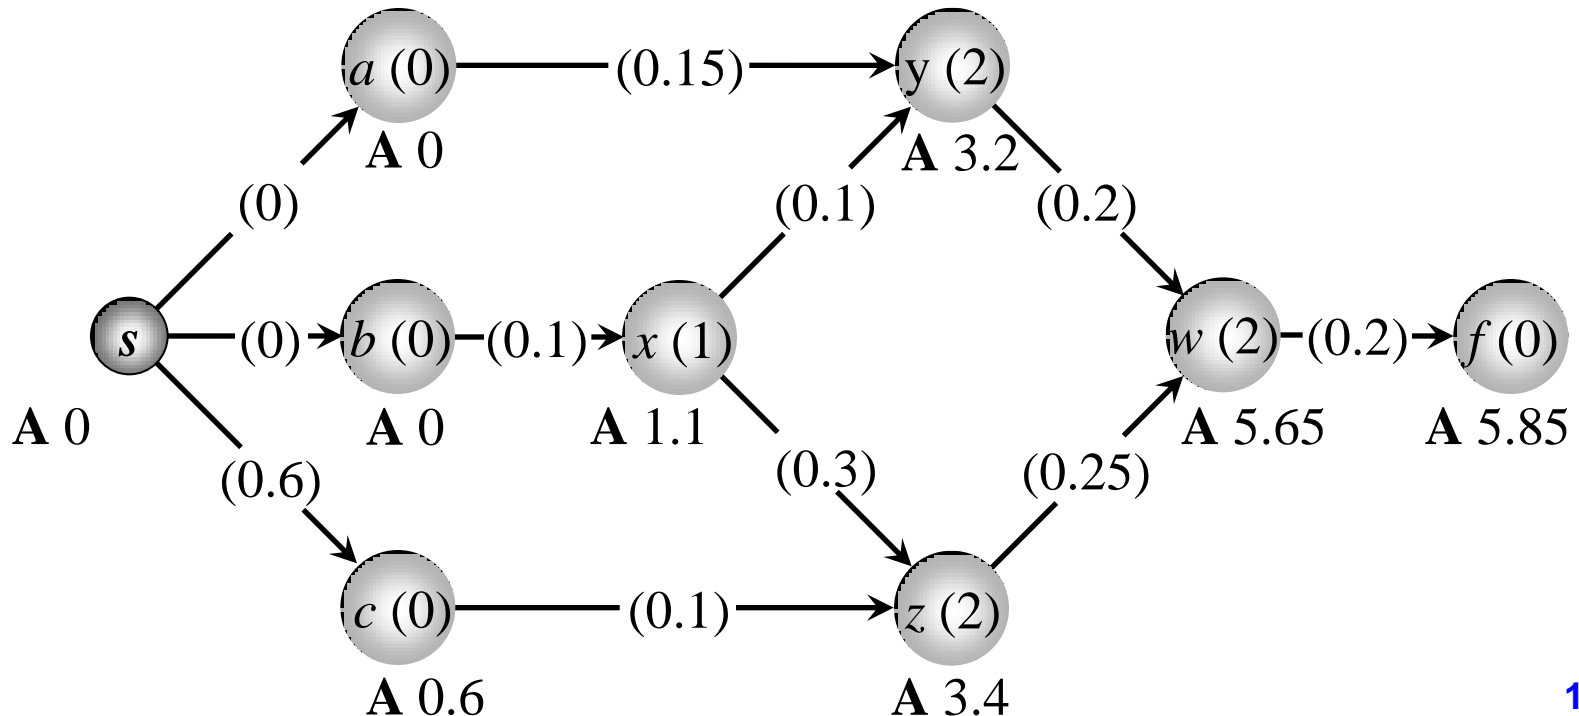 a (0) (0.15) y (2)
A 0 A 3.2
(0) (0.1) (0.2)
s (0) b (0) (0.1) x (1) w (2) (0.2) f (0)
A 0 A 0 A 1.1 A 5.65 A 5.85
(0.6) (0.3) (0.25)
c (0) (0.1) z (2)
A 0.6 A 3.4
1